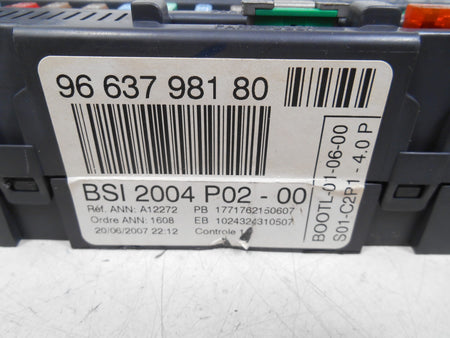 96 637 981 80
BSI 2004 P02 - 00
Réf. ANN: A12272 PB 1771762150607
Ordre ANN: 1608 EB 1024324310507
20/06/2007 22:12 Controle
BOOTL-01-06-00
S01-C2P1 - 4.0 P